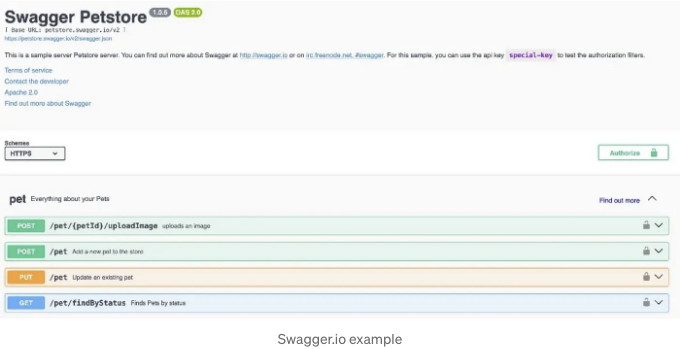 Swagger Petstore 1.0.6 OAS 2.0
[ Base URL: petstore.swagger.io/v2 ]
https://petstore.swagger.io/v2/swagger.json
This is a sample server Petstore server. You can find out more about Swagger at http://swagger.io or on irc.freenode.net, #swagger. For this sample, you can use the api key special-key to test the authorization filters.
Terms of service
Contact the developer
Apache 2.0
Find out more about Swagger
Schemes
HTTPS
Authorize
pet Everything about your Pets Find out more
POST /pet/{petId}/uploadImage uploads an image
POST /pet Add a new pet to the store
PUT /pet Update an existing pet
GET /pet/findByStatus Finds Pets by status
Swagger.io example